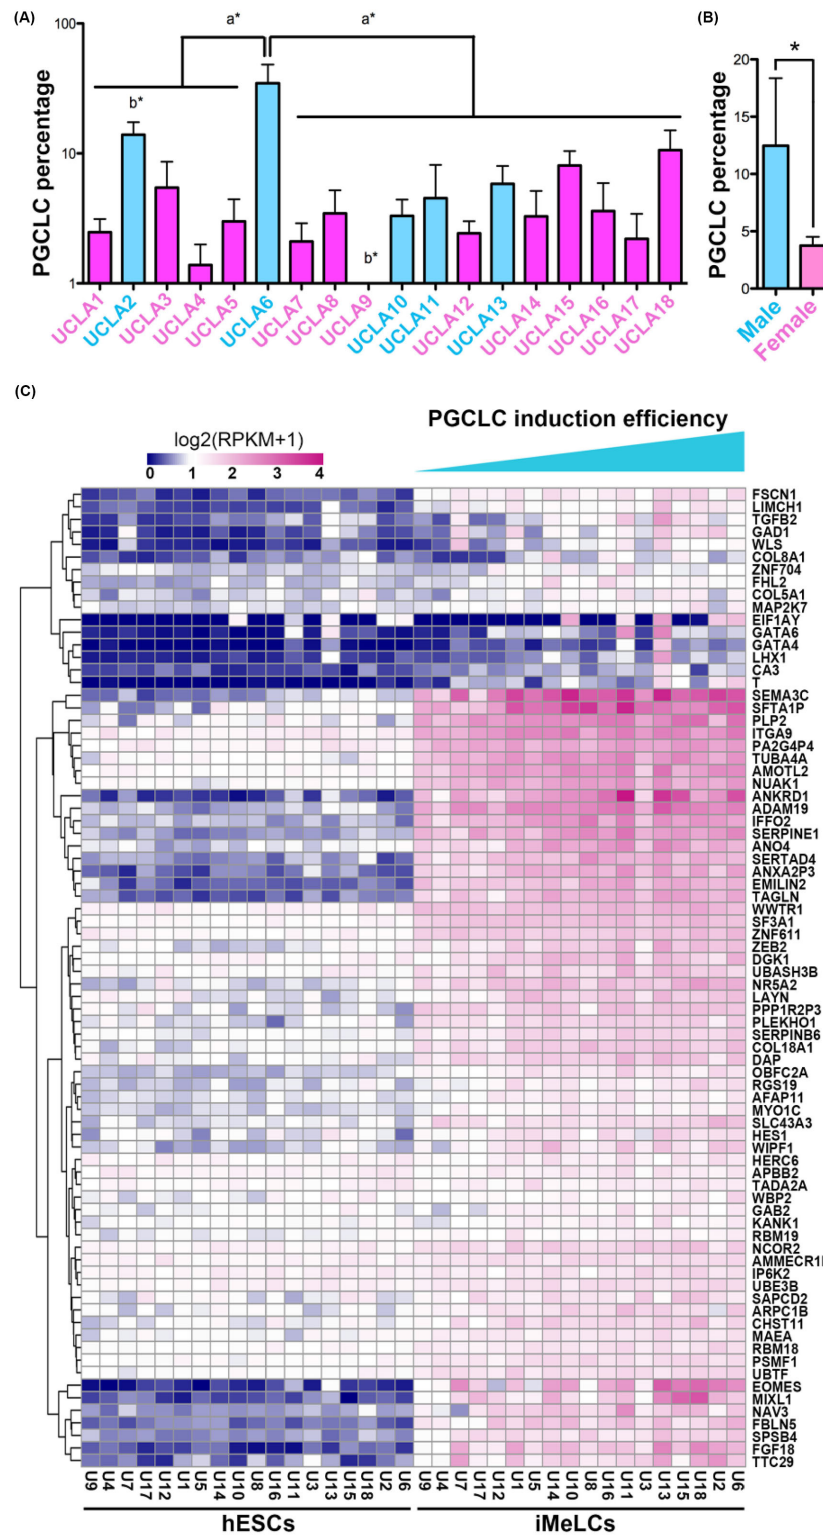 (A)
a*
a*
b*
b*
PGCLC percentage
100
10
1
UCLA1
UCLA2
UCLA3
UCLA4
UCLA5
UCLA6
UCLA7
UCLA8
UCLA9
UCLA10
UCLA11
UCLA12
UCLA13
UCLA14
UCLA15
UCLA16
UCLA17
UCLA18
(B)
*
PGCLC percentage
20
15
10
5
0
Male
Female
(C)
log2(RPKM+1)
0 1 2 3 4
PGCLC induction efficiency
FSCN1
LIMCH1
TGFB2
GAD1
WLS
COL8A1
ZNF704
FHL2
COL5A1
MAP2K7
EIF1AY
GATA6
GATA4
LHX1
CA3
T
SEMA3C
SFTA1P
PLP2
ITGA9
PA2G4P4
TUBA4A
AMOTL2
NUAK1
ANKRD1
ADAM19
IFFO2
SERPINE1
ANO4
SERTAD4
ANXA2P3
EMILIN2
TAGLN
WWTR1
SF3A1
ZNF611
ZEB2
DGK1
UBASH3B
NR5A2
LAYN
PPP1R2P3
PLEKHO1
SERPINB6
COL18A1
DAP
OBFC2A
RGS19
AFAP11
MYO1C
SLC43A3
HES1
WIPF1
HERC6
APBB2
TADA2A
WBP2
GAB2
KANK1
RBM19
NCOR2
AMMECR1
IP6K2
UBE3B
SAPCD2
ARPC1B
CHST11
MAEA
RBM18
PSMF1
UBTF
EOMES
MIXL1
NAV3
FBLN5
SPSB4
FGF18
TTC29
U9 U4 U7 U17 U12 U1 U5 U14 U10 U8 U16 U11 U3 U13 U15 U18 U2 U6 U9 U4 U7 U17 U12 U1 U5 U14 U10 U8 U16 U11 U3 U13 U15 U18 U2 U6
hESCs iMeLCs